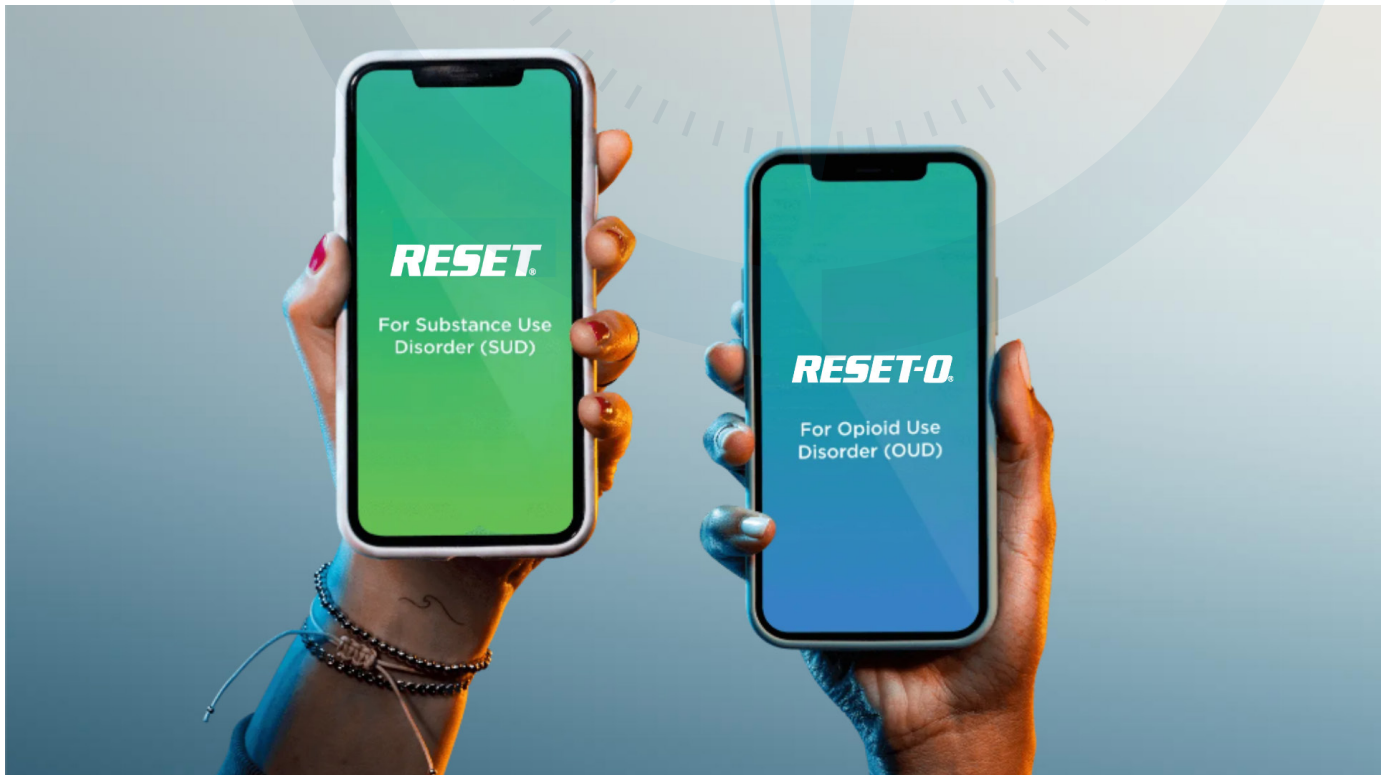 RESET®
For Substance Use
Disorder (SUD)
RESET-O®
For Opioid Use
Disorder (OUD)